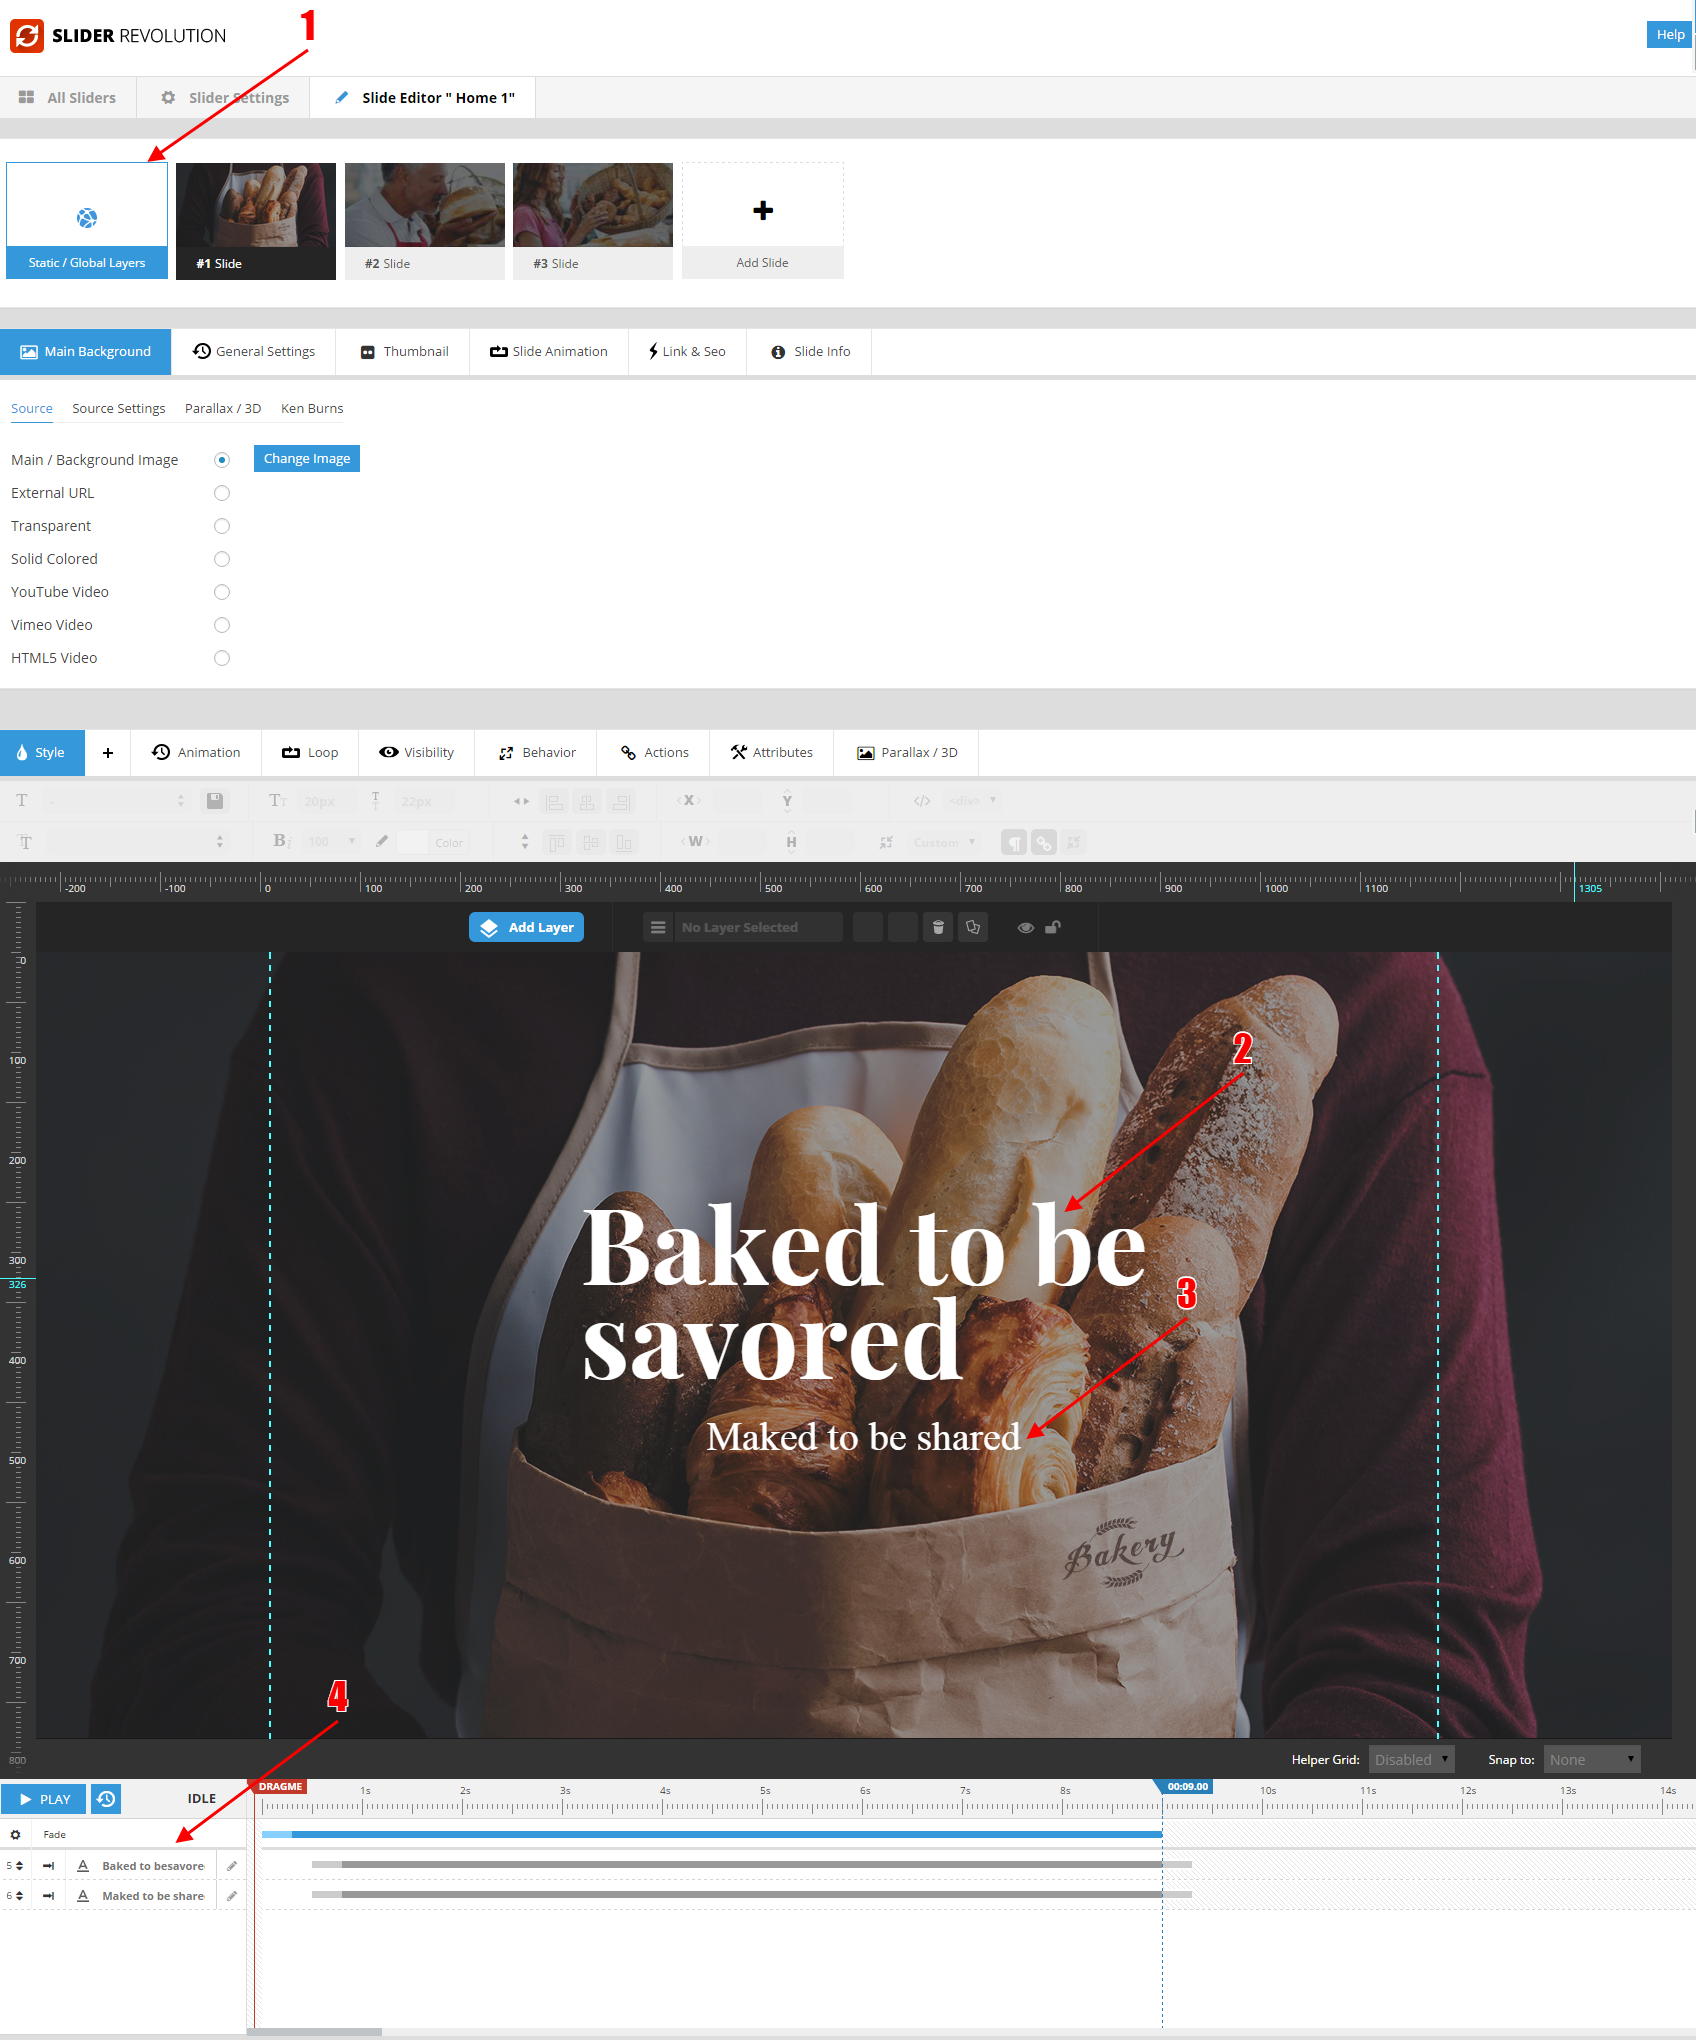 1
SLIDER REVOLUTION
Help
All Sliders
Slider Settings
Slide Editor " Home 1"
Static / Global Layers
#1 Slide
#2 Slide
#3 Slide
Add Slide
Main Background
General Settings
Thumbnail
Slide Animation
Link & Seo
Slide Info
Source
Source Settings
Parallax / 3D
Ken Burns
Main / Background Image
Change Image
External URL
Transparent
Solid Colored
YouTube Video
Vimeo Video
HTML5 Video
Style
Animation
Loop
Visibility
Behavior
Actions
Attributes
Parallax / 3D
20px
22px
X
Y
<div>
100
Color
W
H
Custom
-200 -100 0 100 200 300 400 500 600 700 800 900 1000 1100 1305
Add Layer
No Layer Selected
0
100
200
300
326
400
500
600
700
800
2
Baked to be
savored
3
Maked to be shared
Bakery
4
Helper Grid:
Disabled
Snap to:
None
PLAY
IDLE
DRAGME
1s 2s 3s 4s 5s 6s 7s 8s 00:09.00 10s 11s 12s 13s 14s
Fade
5 Baked to besavore
6 Maked to be share